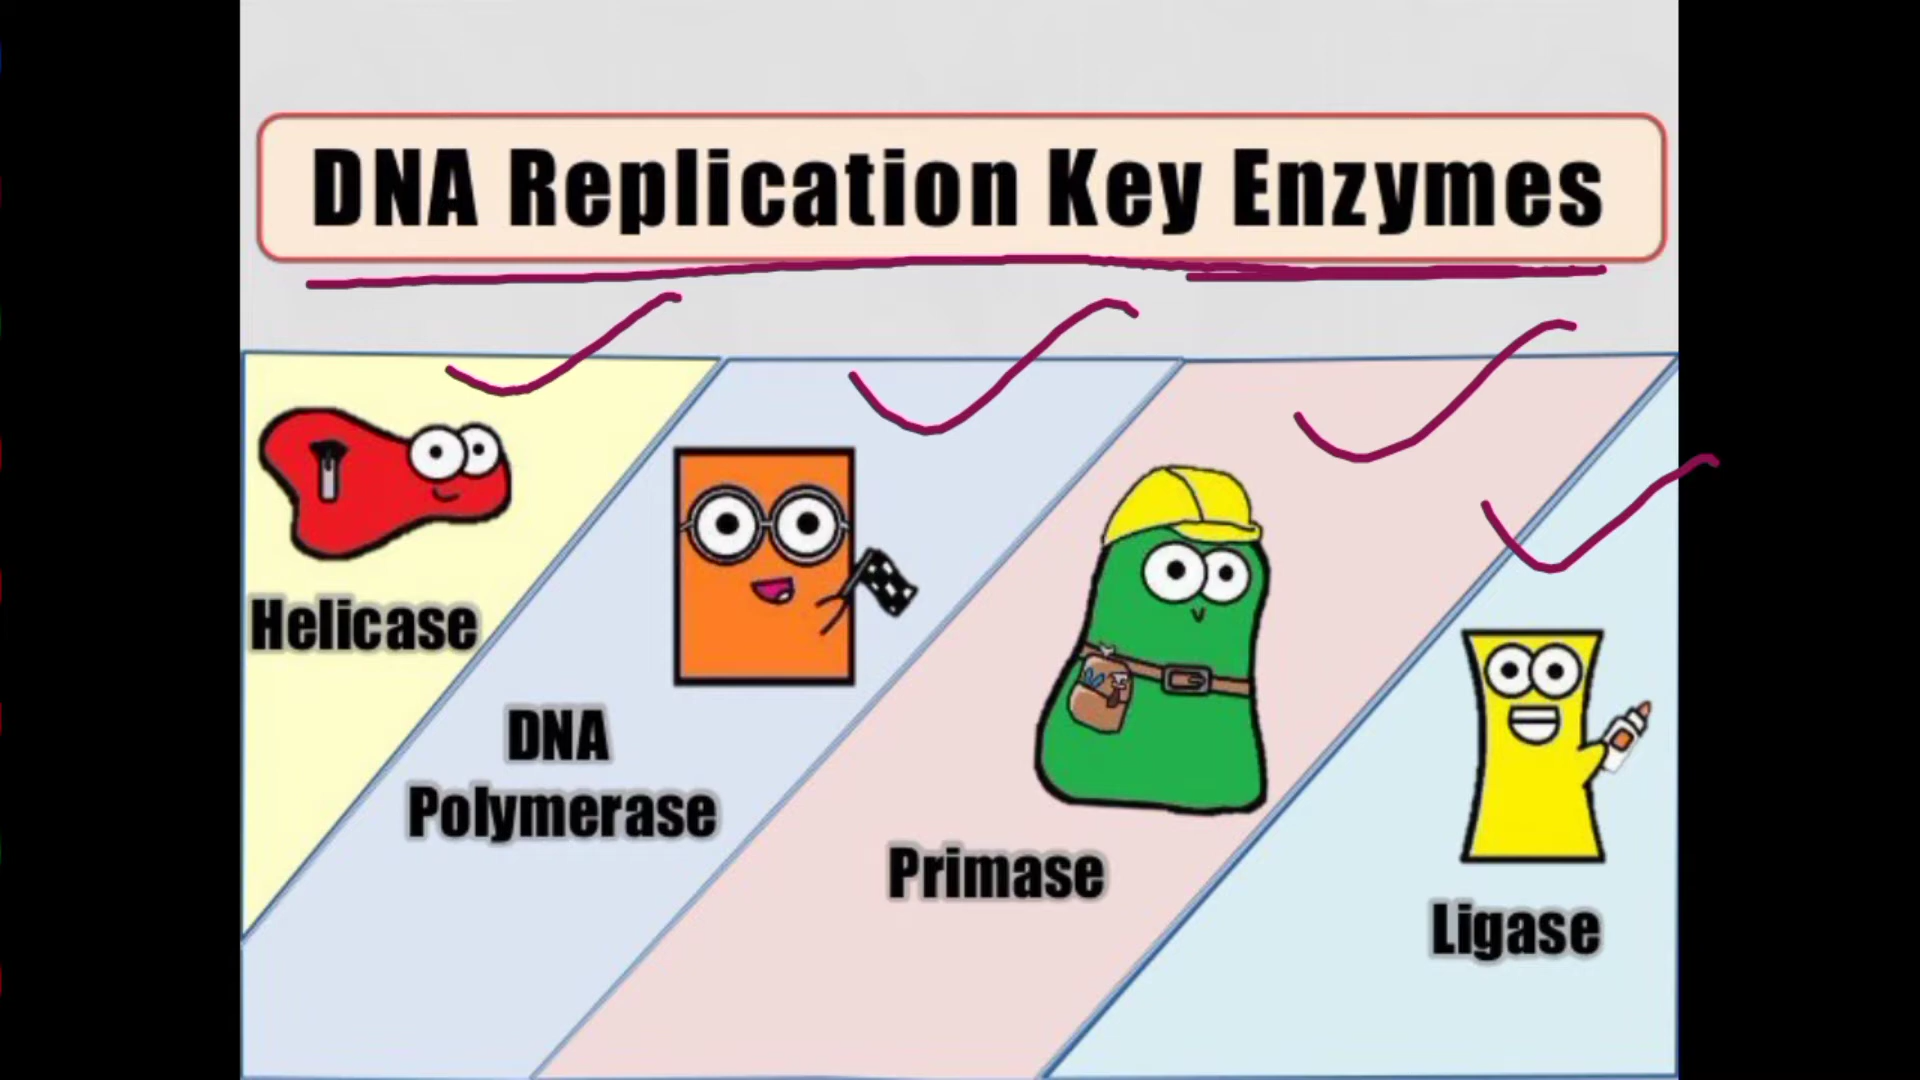 DNA Replication Key Enzymes
Helicase
DNA
Polymerase
Primase
Ligase